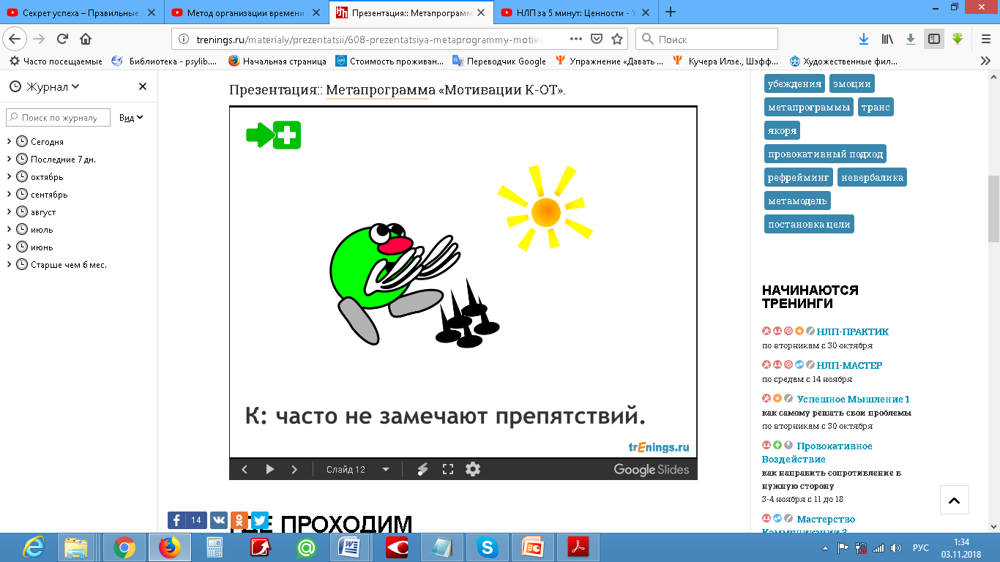 Секрет успеха – Правильные
Метод организации времени
Презентация:: Метапрограмм
НЛП за 5 минут: Ценности - Y
trenings.ru/materialy/prezentatsii/608-prezentatsiya-metaprogrammy-motiva
Поиск
Часто посещаемые
Библиотека - psylib....
Начальная страница
Стоимость прожиган...
Переводчик Google
Упражнение «Давать ...
Кучера Илзе., Шэфф...
Художественные фил...
Журнал
Поиск по журналу
Вид
Сегодня
Последние 7 дн.
октябрь
сентябрь
август
июль
июнь
Старше чем 6 мес.
Презентация:: Метапрограмма «Мотивации К-ОТ».
К: часто не замечают препятствий.
trEnings.ru
Слайд 12
Google Slides
14
ГДЕ ПРОХОДИМ
убеждения эмоции
метапрограммы транс
якоря
провокативный подход
рефрейминг невербалика
метамодель
постановка цели
НАЧИНАЮТСЯ
ТРЕНИНГИ
НЛП-ПРАКТИК
по вторникам с 30 октября
НЛП-МАСТЕР
по средам с 14 ноября
Успешное Мышление 1
как самому решать свои проблемы
по вторникам с 30 октября
Провокативное
Воздействие
как направить сопротивление в
нужную сторону
3-4 ноября с 11 до 18
Мастерство
Коммуникации 3
РУС
1:34
03.11.2018